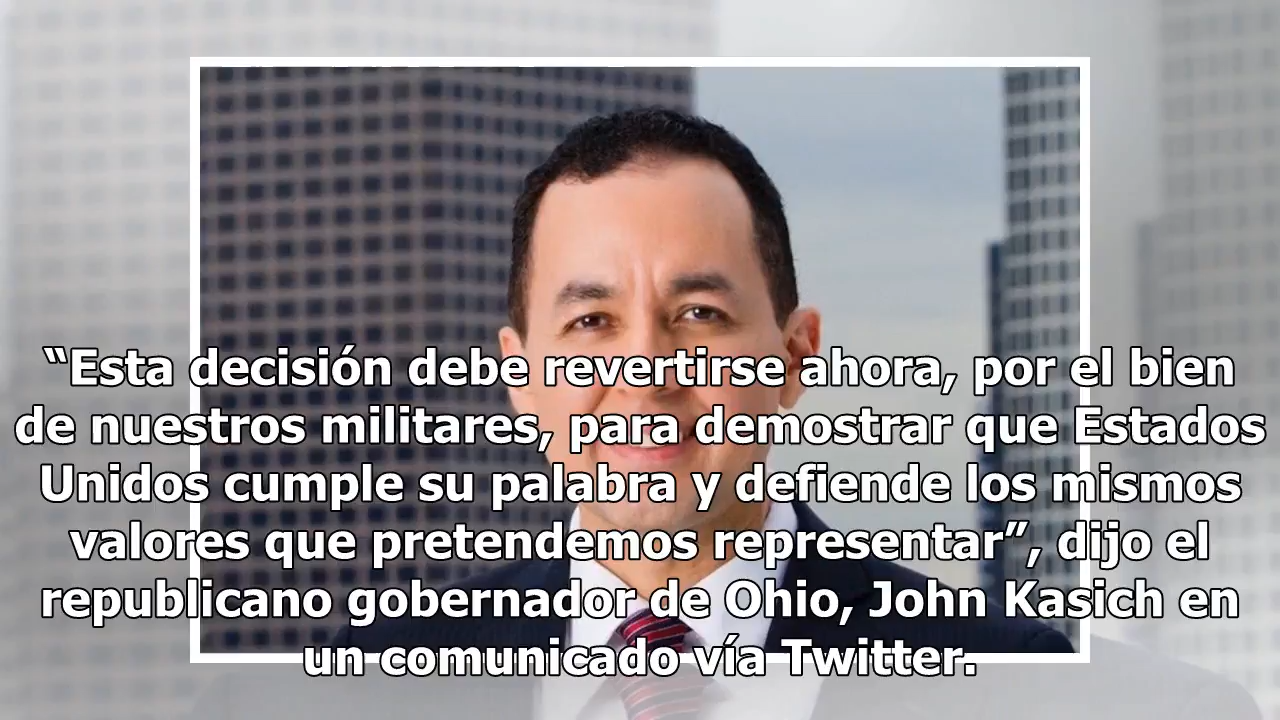 “Esta decisión debe revertirse ahora, por el bien
de nuestros militares, para demostrar que Estados
Unidos cumple su palabra y defiende los mismos
valores que pretendemos representar”, dijo el
republicano gobernador de Ohio, John Kasich en
un comunicado vía Twitter.